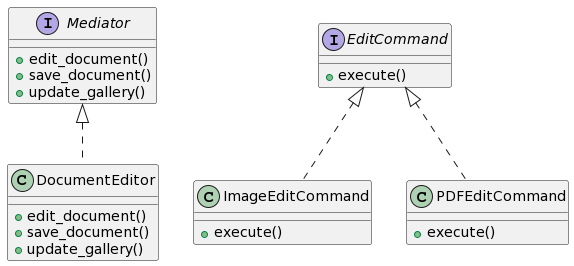 I Mediator
edit_document()
save_document()
update_gallery()
I EditCommand
execute()
C DocumentEditor
edit_document()
save_document()
update_gallery()
C ImageEditCommand
execute()
C PDFEditCommand
execute()